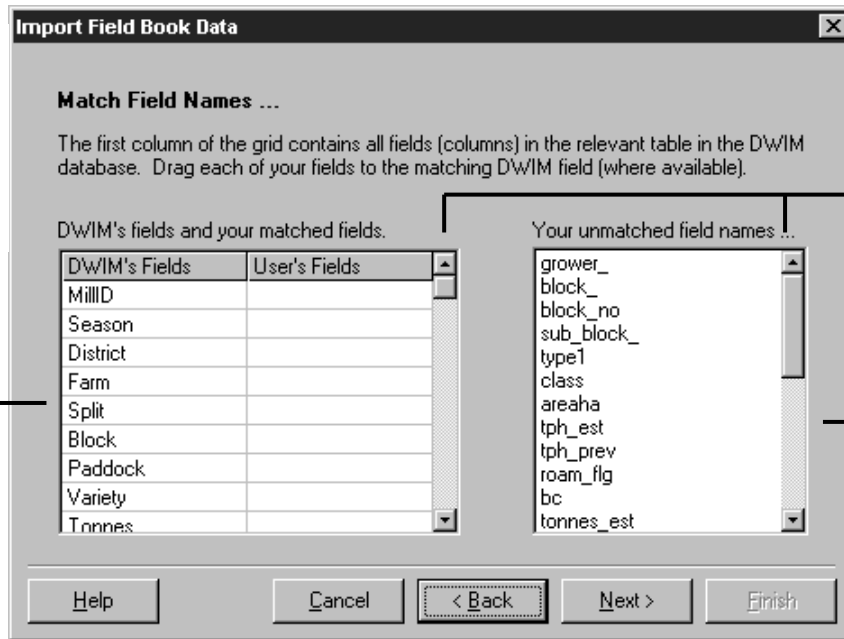 Import Field Book Data
Match Field Names ...
The first column of the grid contains all fields (columns) in the relevant table in the DWIM
database. Drag each of your fields to the matching DWIM field (where available).
DWIM's fields and your matched fields.
DWIM's Fields User's Fields
MillID
Season
District
Farm
Split
Block
Paddock
Variety
Tonnes
Your unmatched field names ...
grower_
block_
block_no
sub_block_
type1
class
areaha
tph_est
tph_prev
roam_flg
bc
tonnes_est
Help Cancel < Back Next > Finish